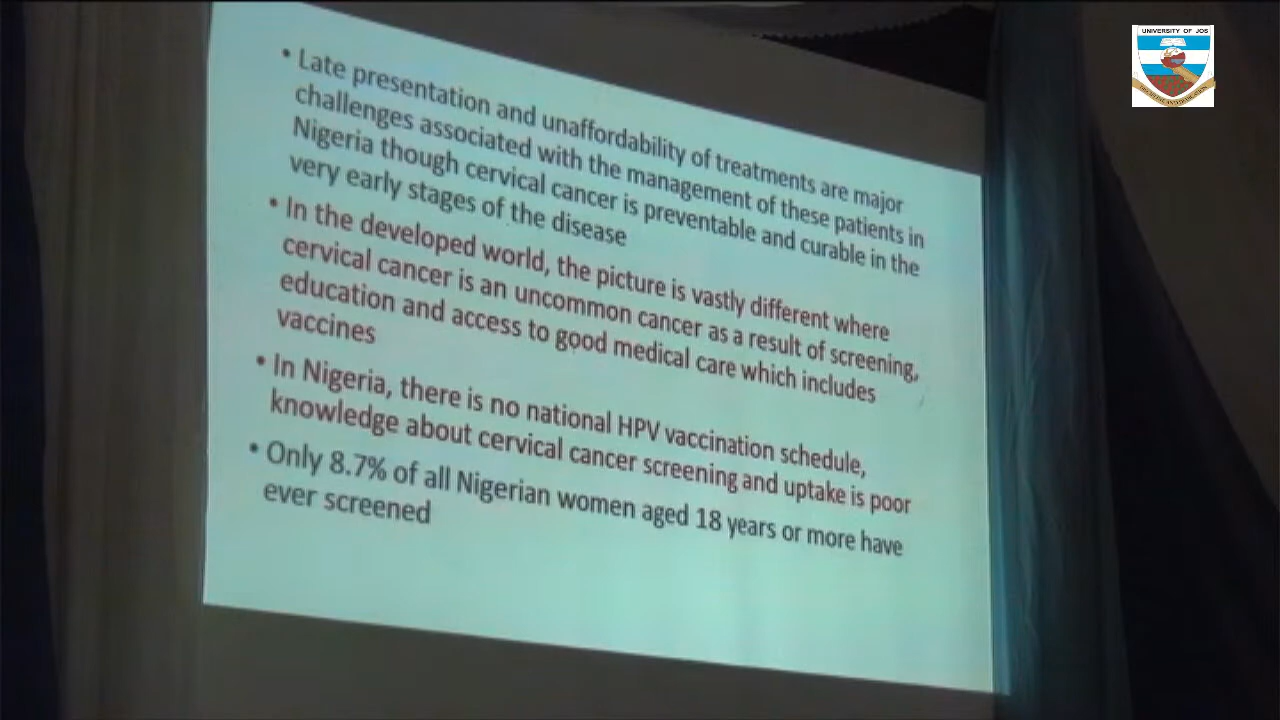 UNIVERSITY OF JOS
• Late presentation and unaffordability of treatments are major
challenges associated with the management of these patients in
Nigeria though cervical cancer is preventable and curable in the
very early stages of the disease
• In the developed world, the picture is vastly different where
cervical cancer is an uncommon cancer as a result of screening,
education and access to good medical care which includes
vaccines
• In Nigeria, there is no national HPV vaccination schedule,
knowledge about cervical cancer screening and uptake is poor
• Only 8.7% of all Nigerian women aged 18 years or more have
ever screened